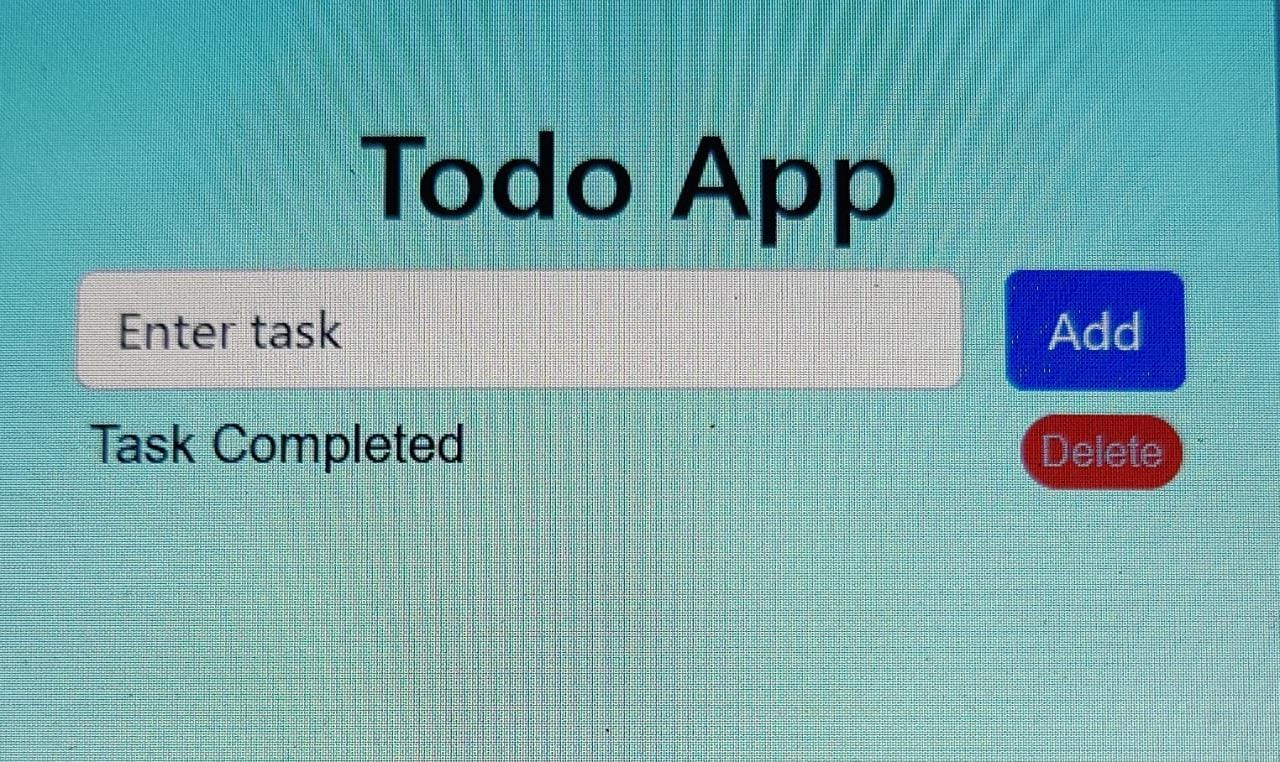 Todo App
Enter task
Add
Task Completed
Delete